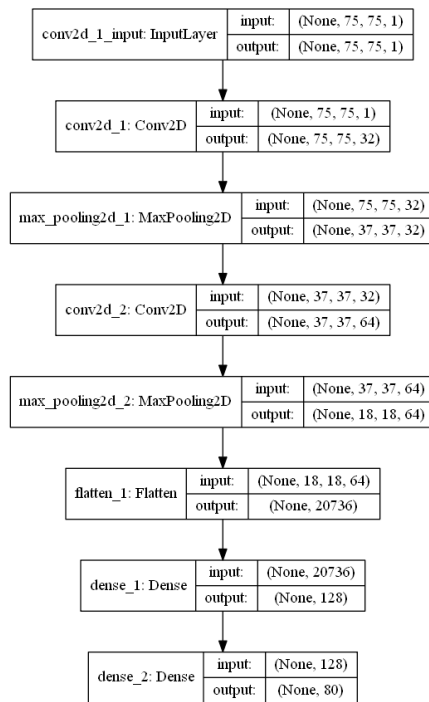 conv2d_1_input: InputLayer
input: (None, 75, 75, 1)
output: (None, 75, 75, 1)
conv2d_1: Conv2D
input: (None, 75, 75, 1)
output: (None, 75, 75, 32)
max_pooling2d_1: MaxPooling2D
input: (None, 75, 75, 32)
output: (None, 37, 37, 32)
conv2d_2: Conv2D
input: (None, 37, 37, 32)
output: (None, 37, 37, 64)
max_pooling2d_2: MaxPooling2D
input: (None, 37, 37, 64)
output: (None, 18, 18, 64)
flatten_1: Flatten
input: (None, 18, 18, 64)
output: (None, 20736)
dense_1: Dense
input: (None, 20736)
output: (None, 128)
dense_2: Dense
input: (None, 128)
output: (None, 80)